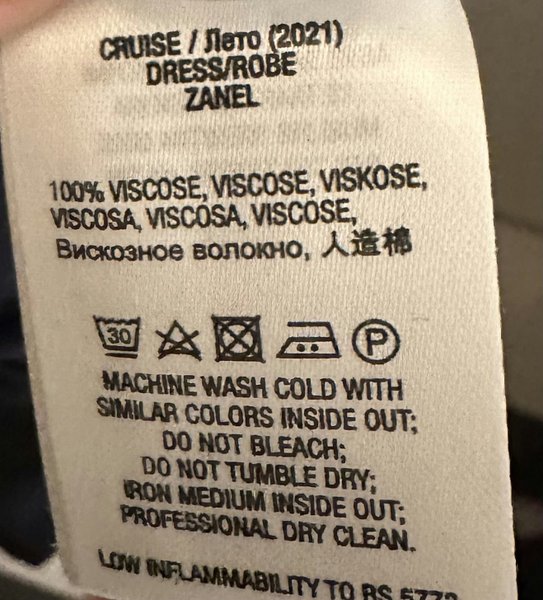 CRUISE / Лето (2021)
DRESS/ROBE
ZANEL
100% VISCOSE, VISCOSE, VISKOSE,
VISCOSA, VISCOSA, VISCOSE,
Вискозное волокно, 人造棉
30 P
MACHINE WASH COLD WITH
SIMILAR COLORS INSIDE OUT;
DO NOT BLEACH;
DO NOT TUMBLE DRY;
IRON MEDIUM INSIDE OUT;
PROFESSIONAL DRY CLEAN.
LOW INFLAMMABILITY TO BS 5772